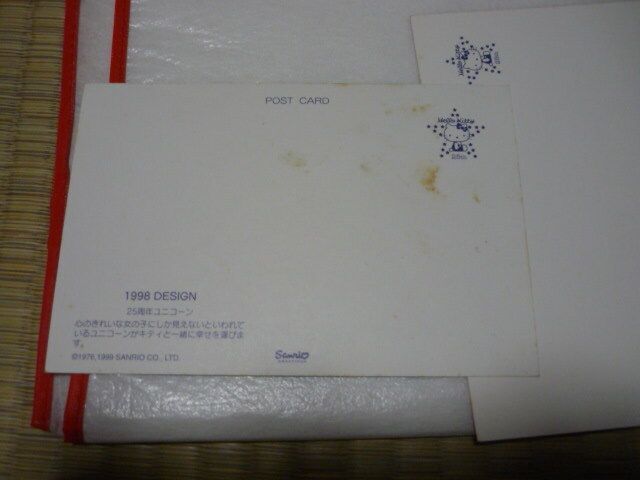 POST CARD
Hello Kitty
25th
1998 DESIGN
25周年ユニコーン
心のきれいな女の子にしか見えないといわれて
いるユニコーンがキティと一緒に幸せを運びま
す。
©1976,1999 SANRIO CO., LTD.
Sanrio